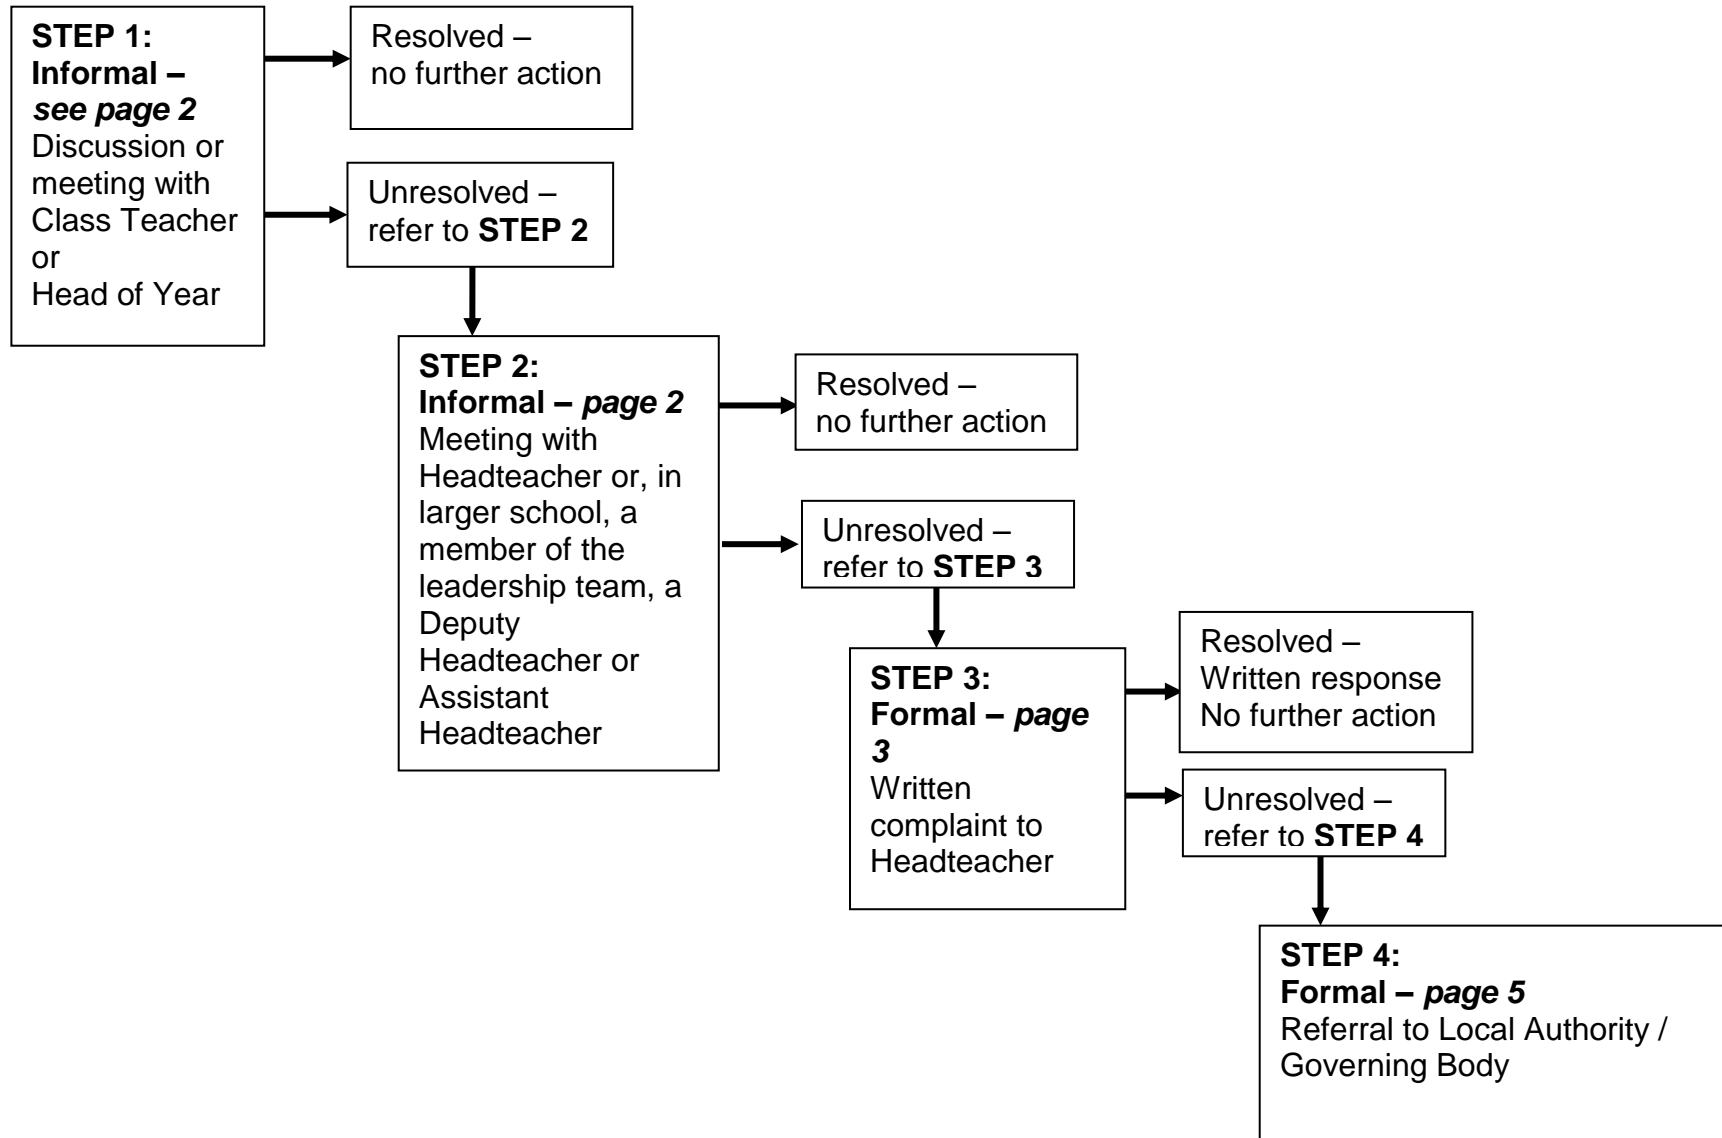 STEP 1:
Informal –
see page 2
Discussion or
meeting with
Class Teacher
or
Head of Year
Resolved –
no further action
Unresolved –
refer to STEP 2
STEP 2:
Informal – page 2
Meeting with
Headteacher or, in
larger school, a
member of the
leadership team, a
Deputy
Headteacher or
Assistant
Headteacher
Resolved –
no further action
Unresolved –
refer to STEP 3
STEP 3:
Formal – page
3
Written
complaint to
Headteacher
Resolved –
Written response
No further action
Unresolved –
refer to STEP 4
STEP 4:
Formal – page 5
Referral to Local Authority /
Governing Body